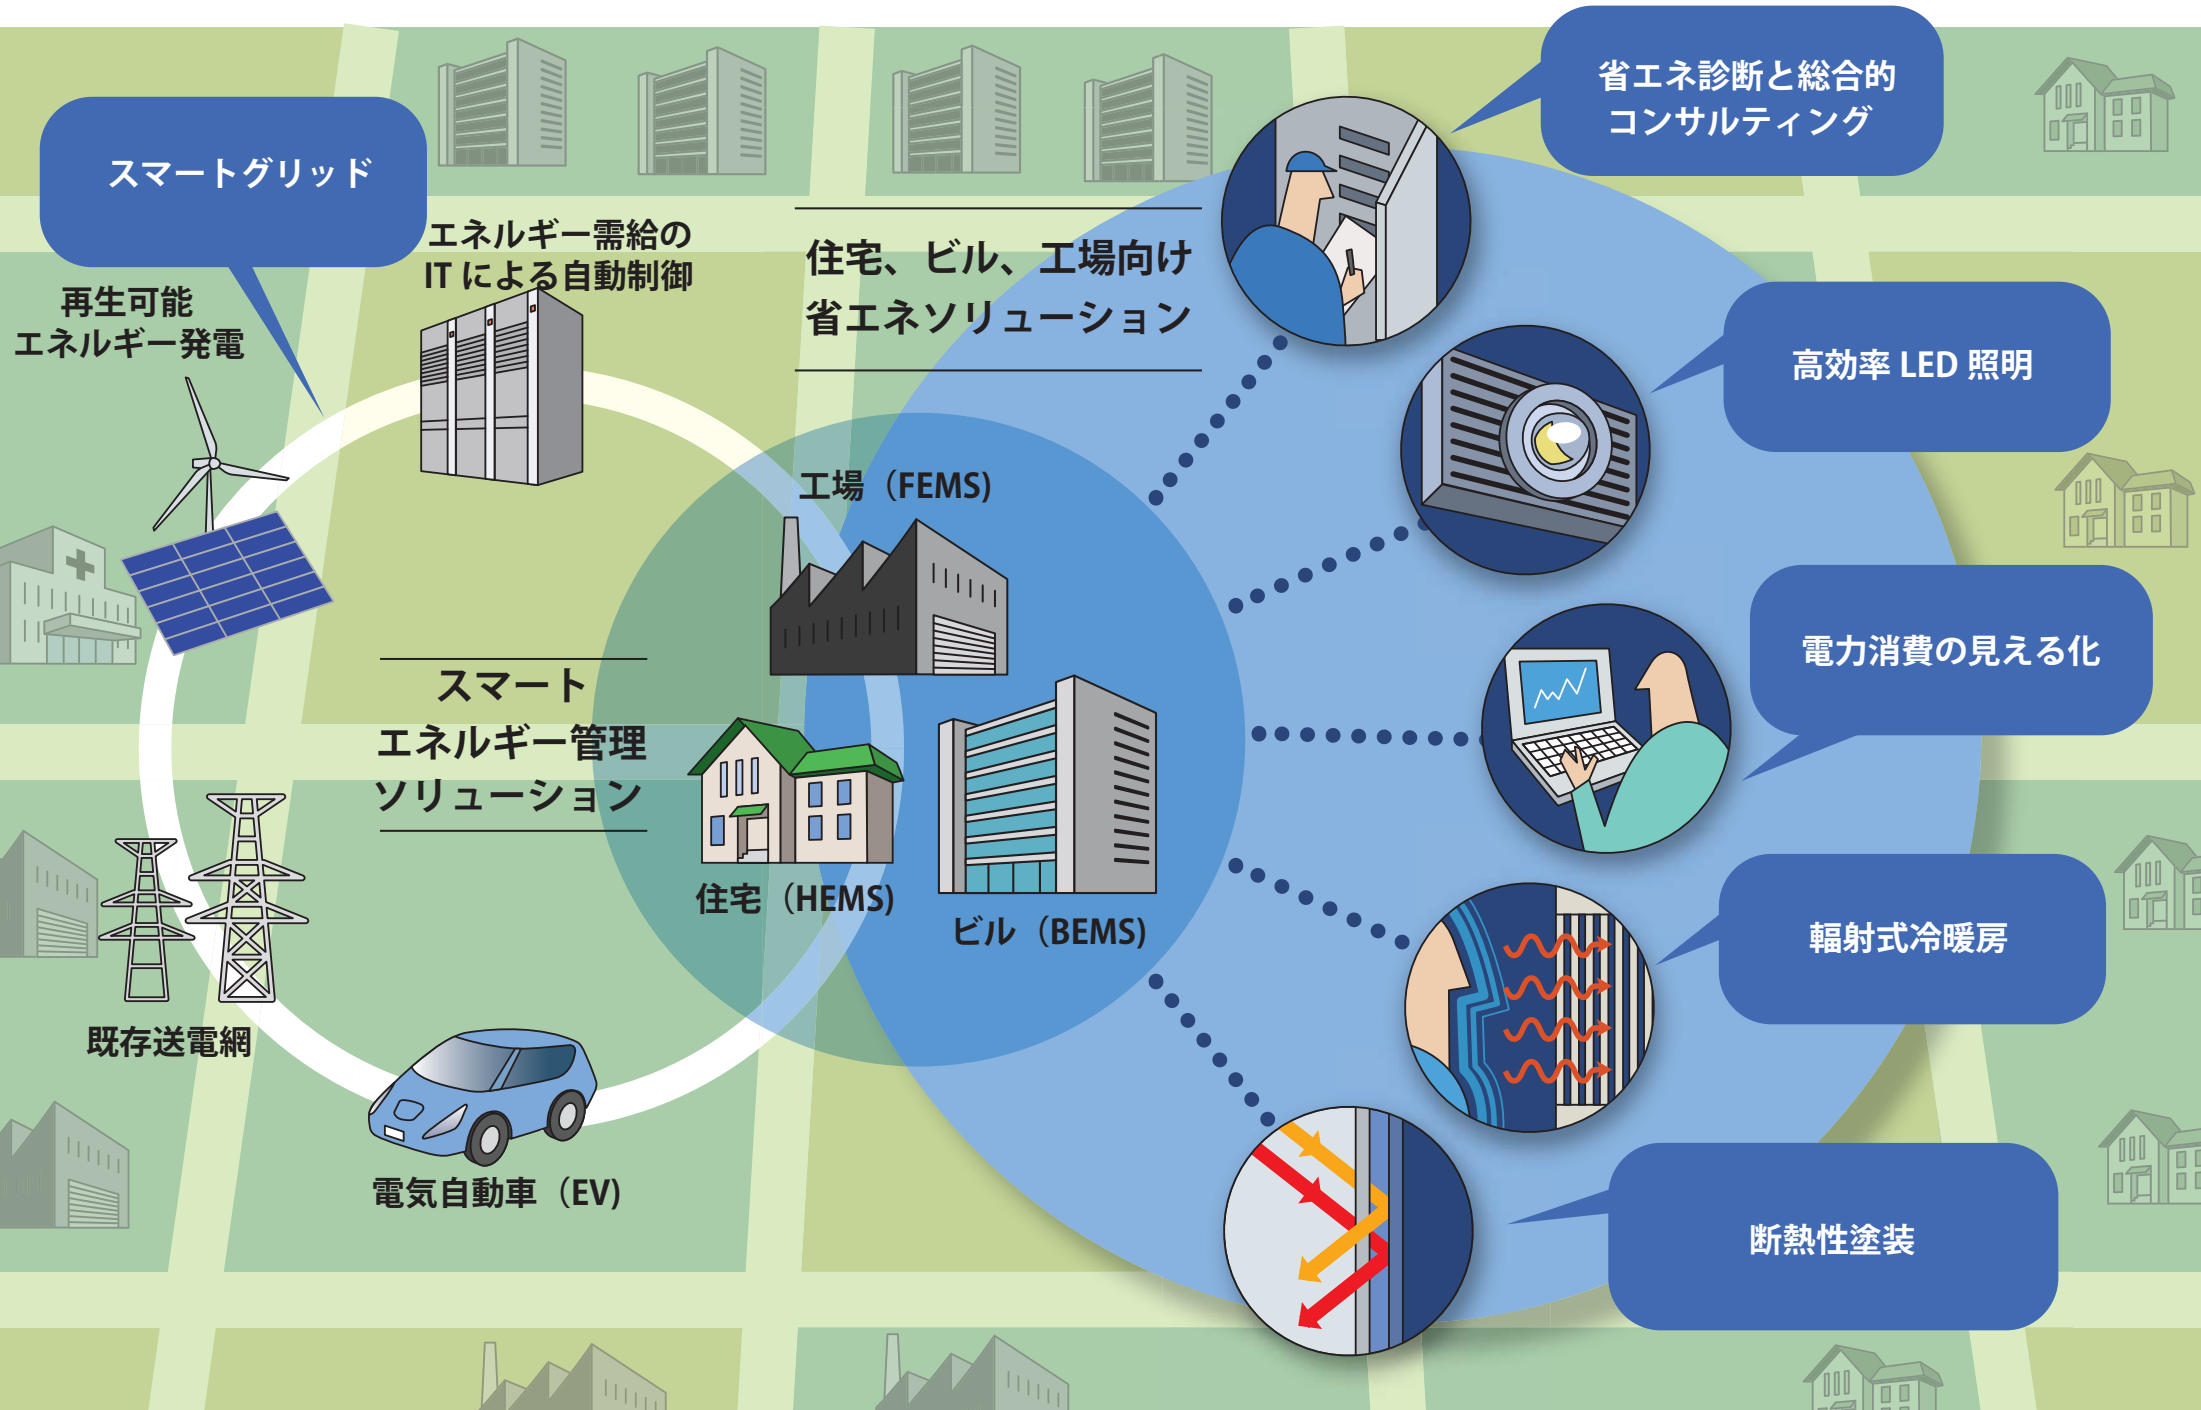 省エネ診断と総合的
コンサルティング
スマートグリッド
エネルギー需給の
IT による自動制御
住宅、ビル、工場向け
省エネソリューション
再生可能
エネルギー発電
高効率 LED 照明
工場（FEMS)
電力消費の見える化
スマート
エネルギー管理
ソリューション
住宅（HEMS)
ビル（BEMS)
輻射式冷暖房
既存送電網
電気自動車（EV)
断熱性塗装